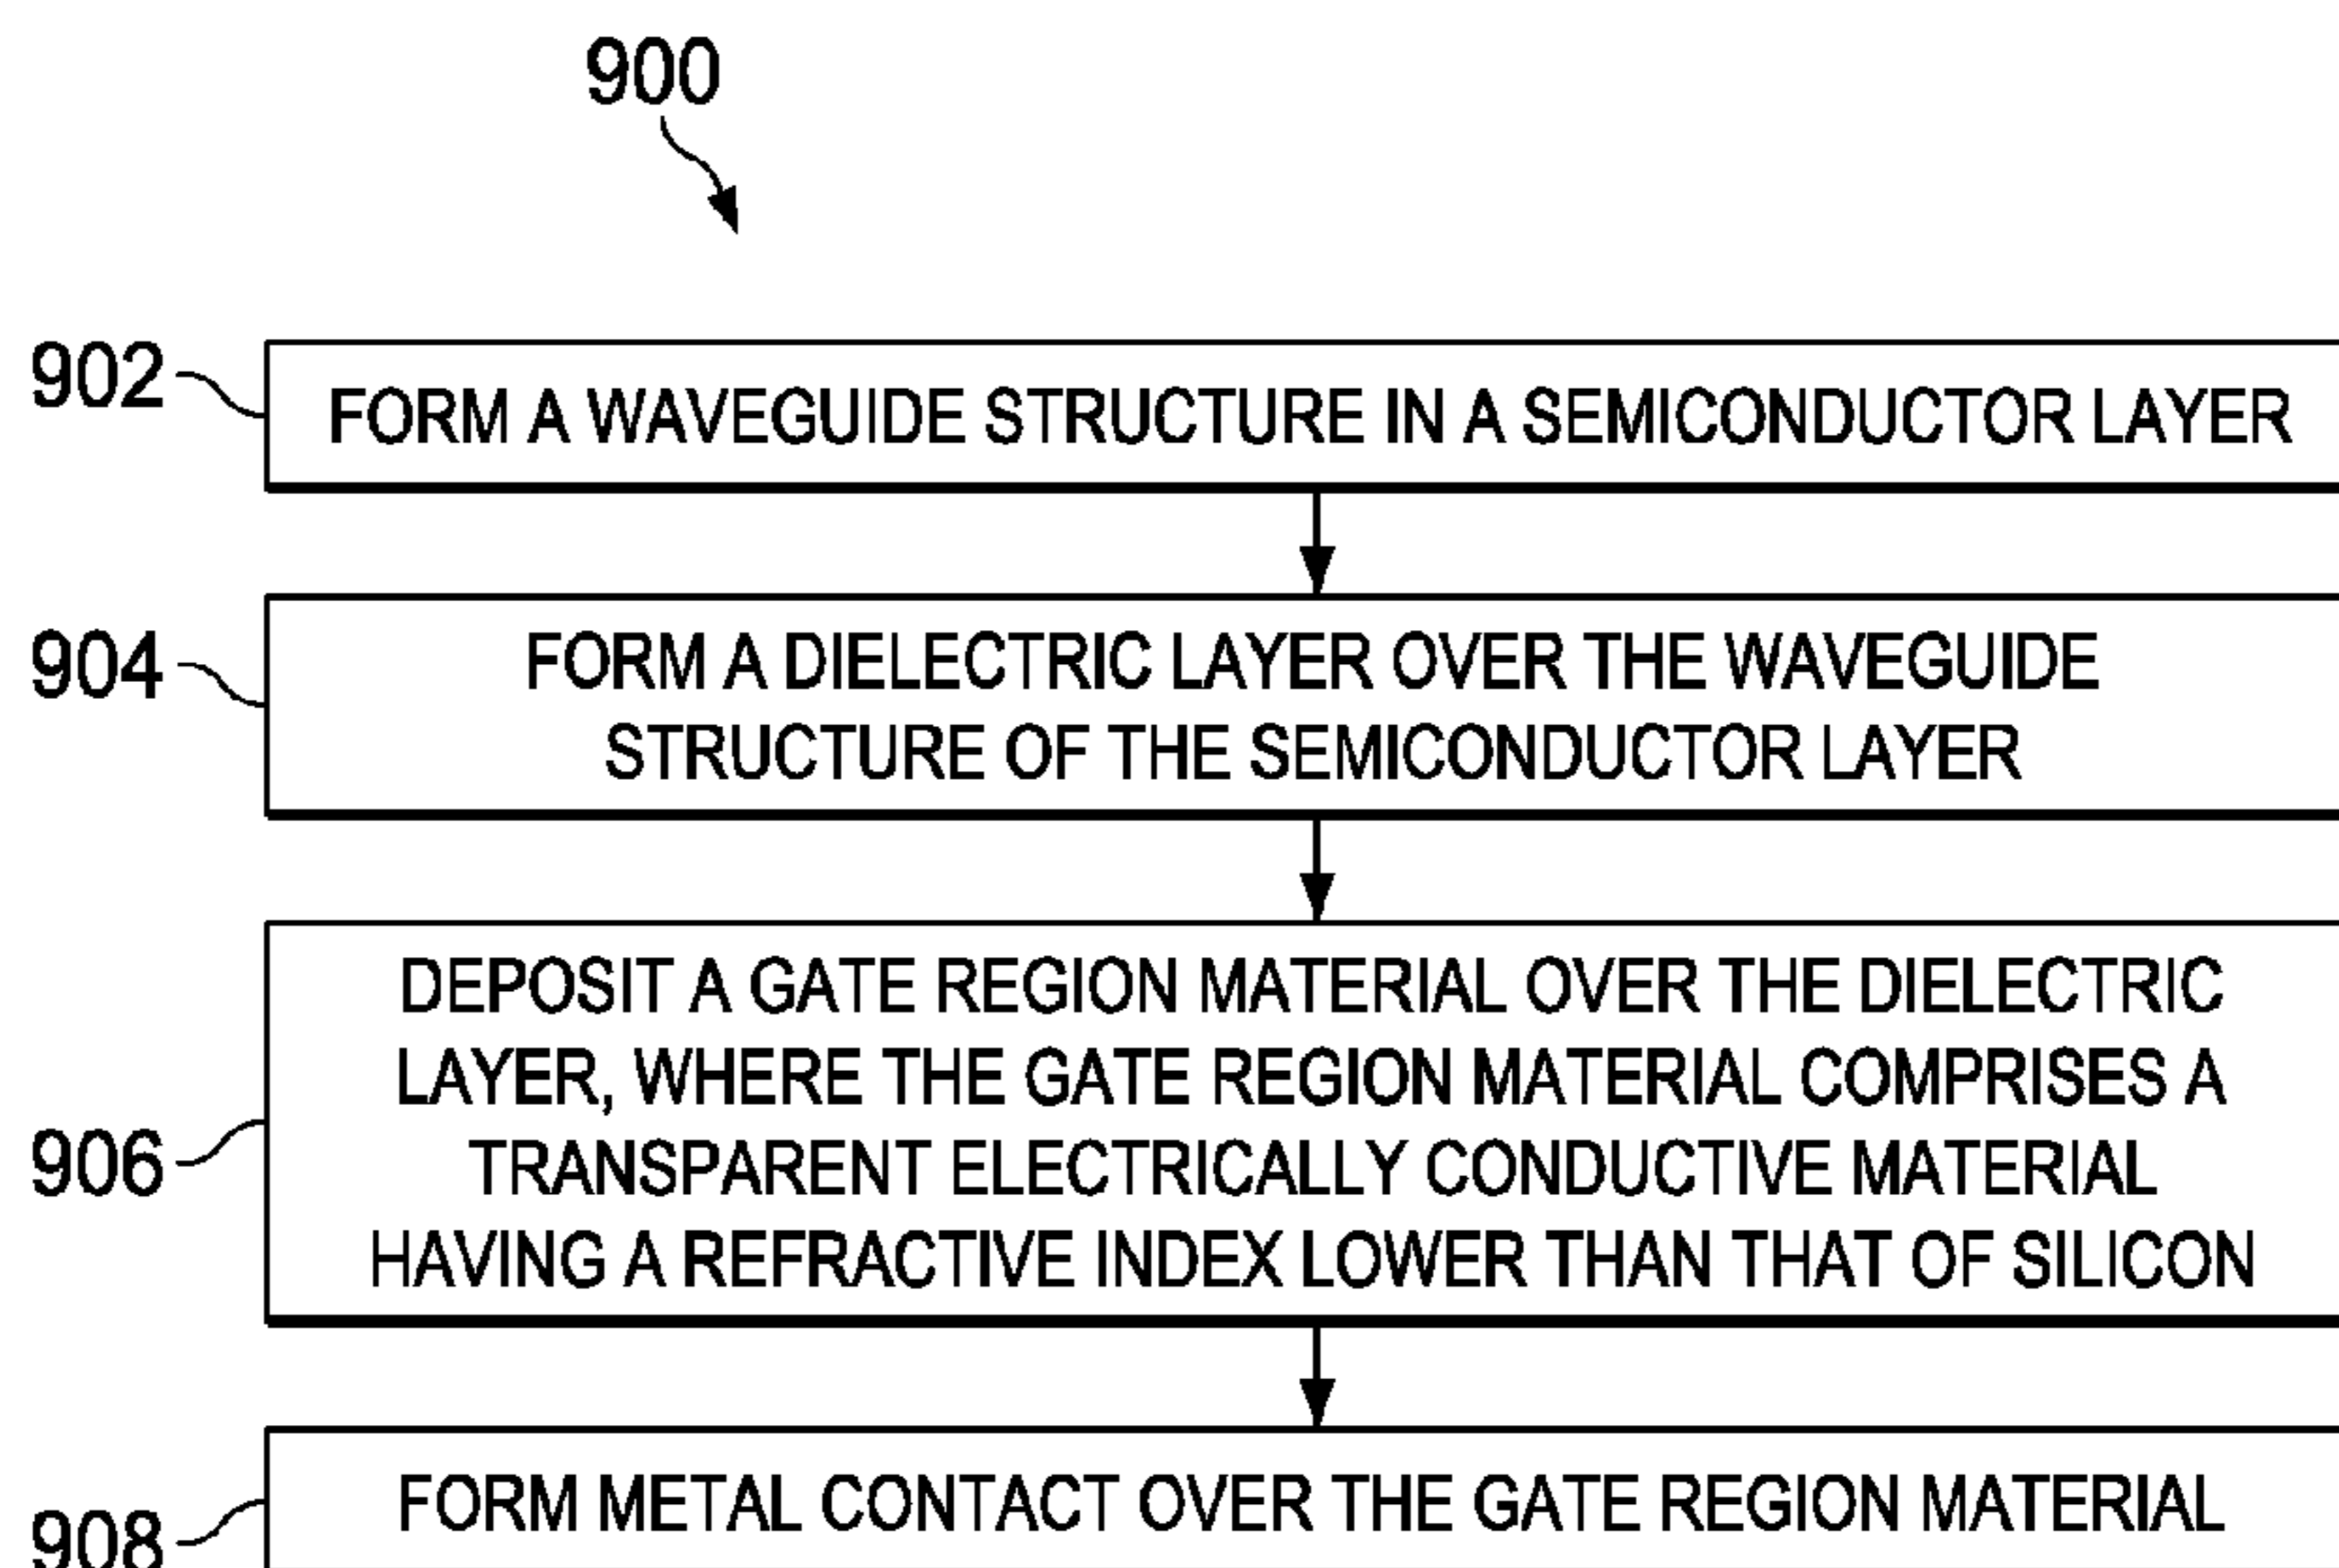 900
902
FORM A WAVEGUIDE STRUCTURE IN A SEMICONDUCTOR LAYER
904
FORM A DIELECTRIC LAYER OVER THE WAVEGUIDE
STRUCTURE OF THE SEMICONDUCTOR LAYER
906
DEPOSIT A GATE REGION MATERIAL OVER THE DIELECTRIC
LAYER, WHERE THE GATE REGION MATERIAL COMPRISES A
TRANSPARENT ELECTRICALLY CONDUCTIVE MATERIAL
HAVING A REFRACTIVE INDEX LOWER THAN THAT OF SILICON
908
FORM METAL CONTACT OVER THE GATE REGION MATERIAL